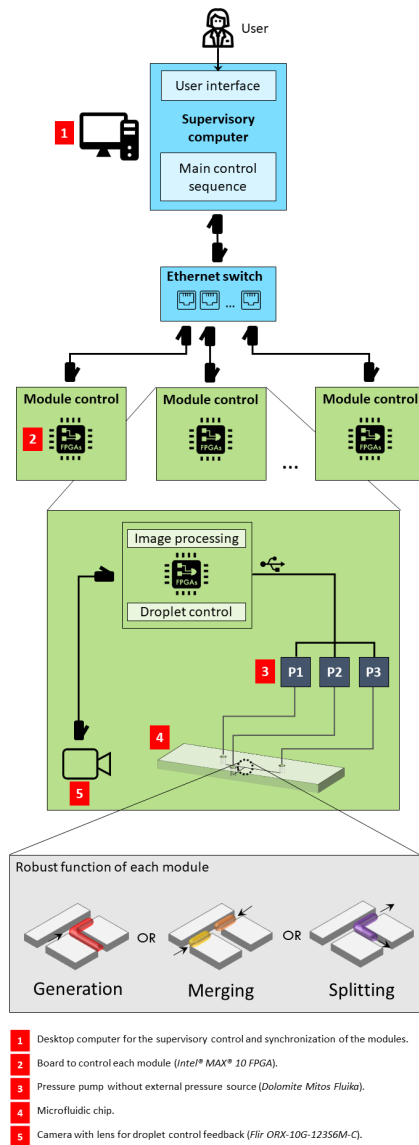 User
User interface
Supervisory
computer
1
Main control
sequence
Ethernet switch
...
Module control
Module control
Module control
2
FPGAs
FPGAs
FPGAs
...
Image processing
FPGAs
Droplet control
3
P1
P2
P3
4
5
Robust function of each module
OR
OR
Generation
Merging
Splitting
1 Desktop computer for the supervisory control and synchronization of the modules.
2 Board to control each module (Intel® MAX® 10 FPGA).
3 Pressure pump without external pressure source (Dolomite Mitos Fluika).
4 Microfluidic chip.
5 Camera with lens for droplet control feedback (Flir ORX-10G-123S6M-C).